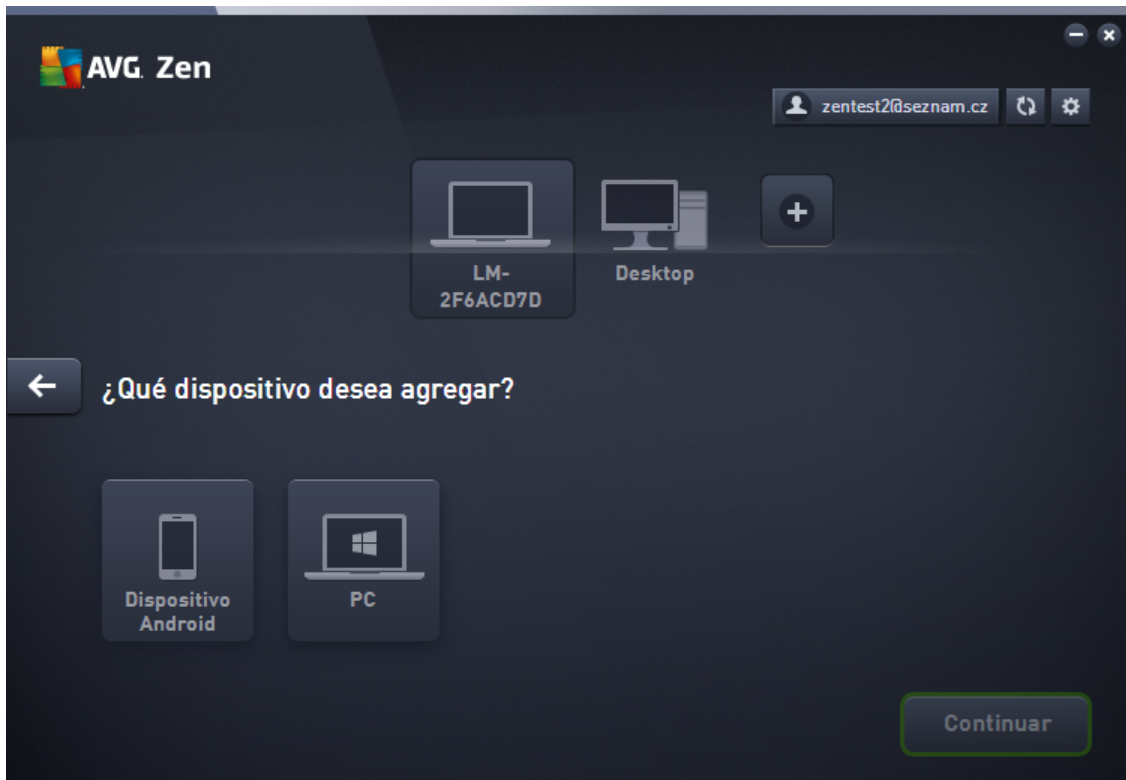 AVG. Zen
zentest2@seznam.cz
LM-
2F6ACD7D
Desktop
¿Qué dispositivo desea agregar?
Dispositivo
Android
PC
Continuar